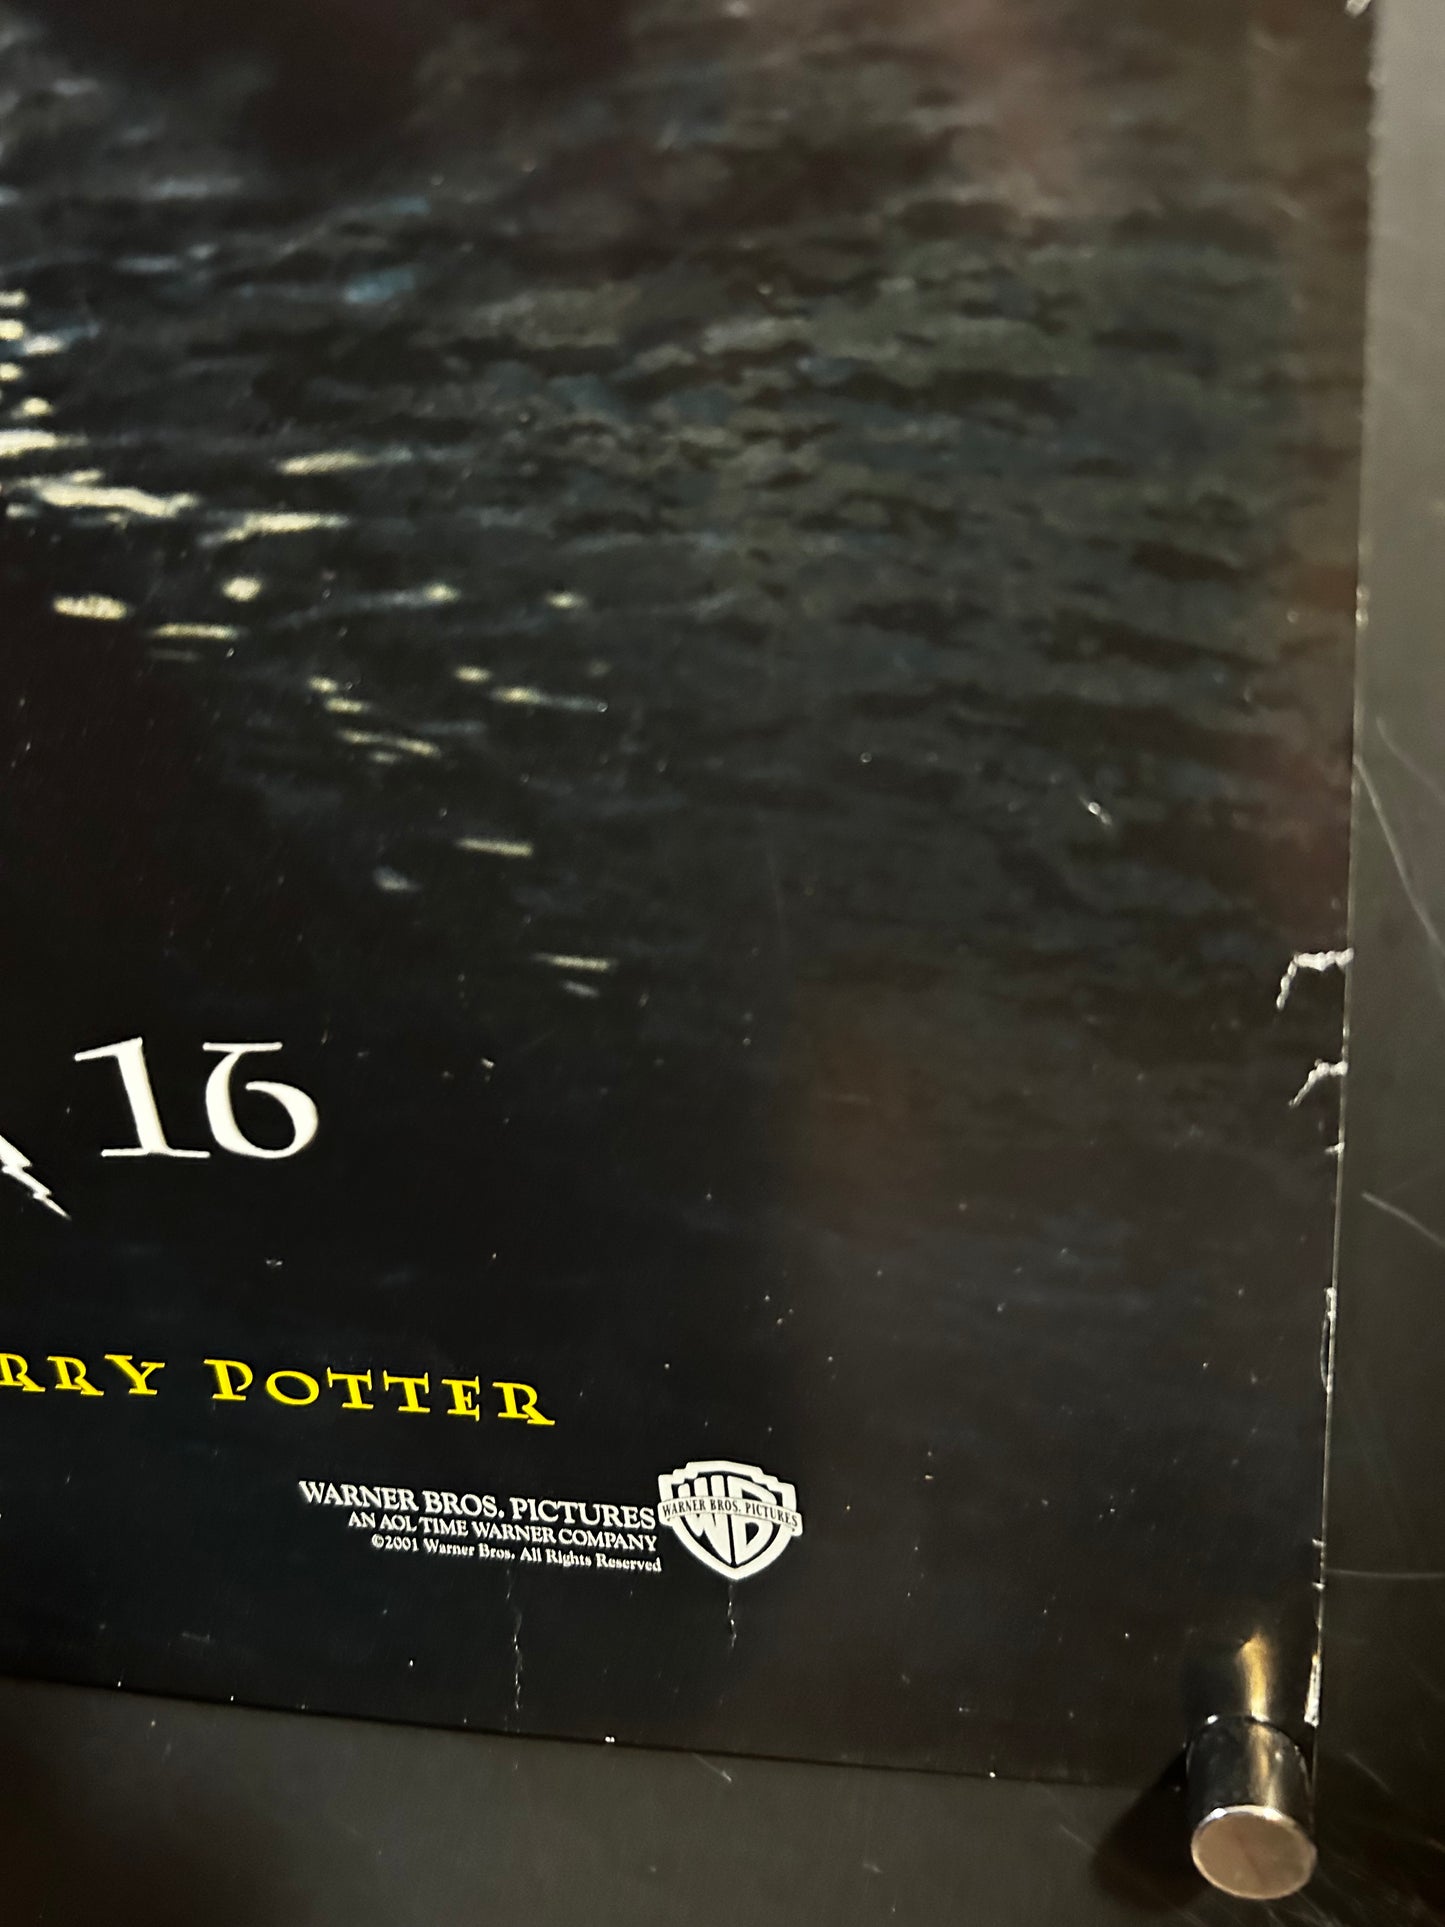 16
RRY POTTER
WARNER BROS. PICTURES
AN AOL TIME WARNER COMPANY
©2001 Warner Bros. All Rights Reserved
WB
WARNER BROS. PICTURES